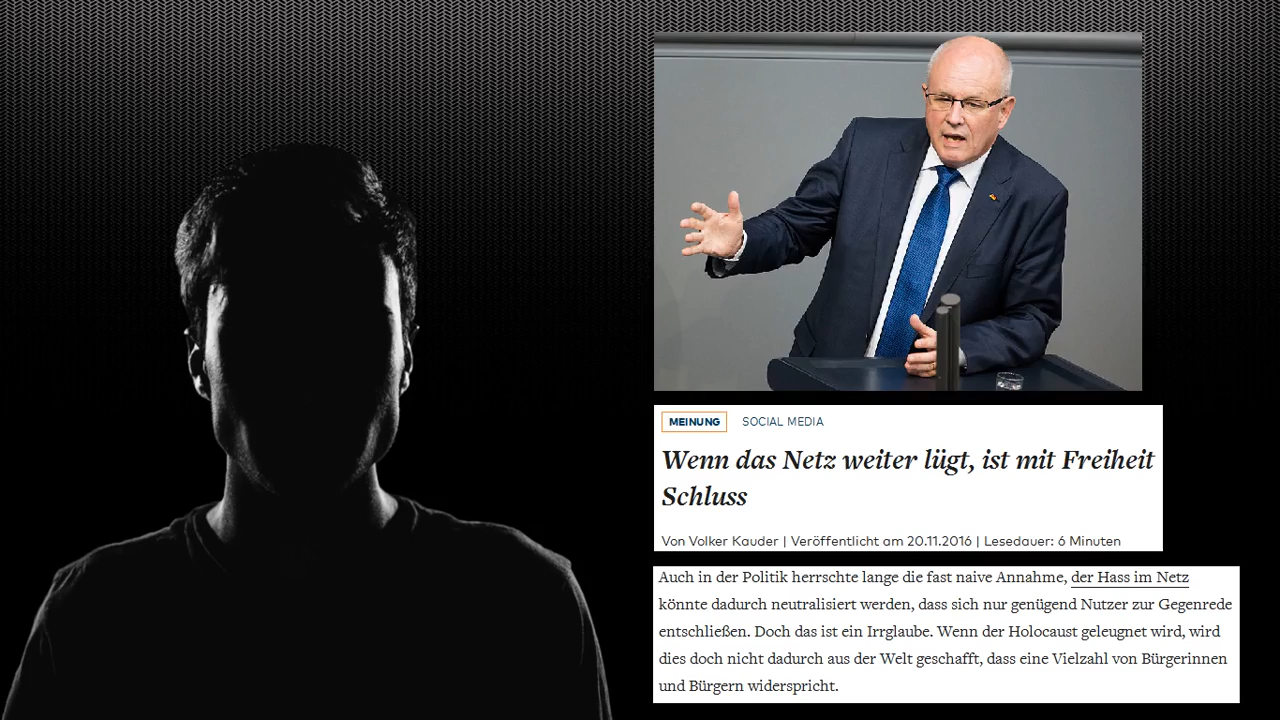 MEINUNG SOCIAL MEDIA
Wenn das Netz weiter lügt, ist mit Freiheit
Schluss
Von Volker Kauder | Veröffentlicht am 20.11.2016 | Lesedauer: 6 Minuten
Auch in der Politik herrschte lange die fast naive Annahme, der Hass im Netz
könnte dadurch neutralisiert werden, dass sich nur genügend Nutzer zur Gegenrede
entschließen. Doch das ist ein Irrglaube. Wenn der Holocaust geleugnet wird, wird
dies doch nicht dadurch aus der Welt geschafft, dass eine Vielzahl von Bürgerinnen
und Bürgern widerspricht.